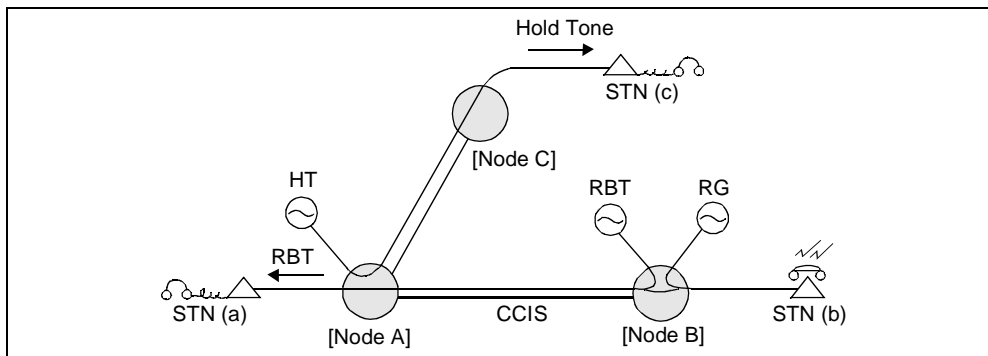 Hold Tone
STN (c)
[Node C]
HT
RBT
RG
RBT
STN (a)
[Node A]
CCIS
[Node B]
STN (b)